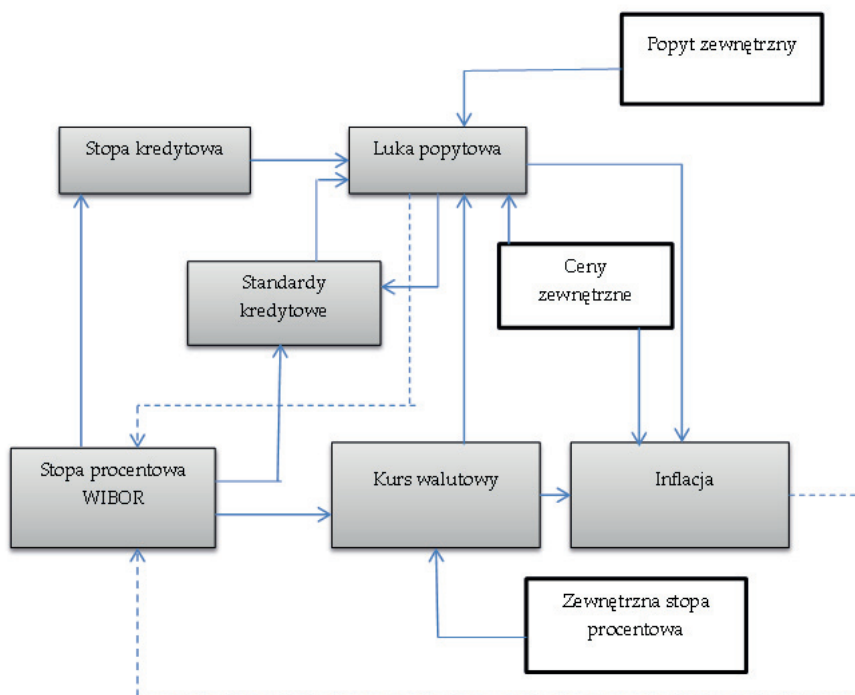 Popyt zewnętrzny
Stopa kredytowa
Luka popytowa
Standardy
kredytowe
Ceny
zewnętrzne
Stopa procentowa
WIBOR
Kurs walutowy
Inflacja
Zewnętrzna stopa
procentowa